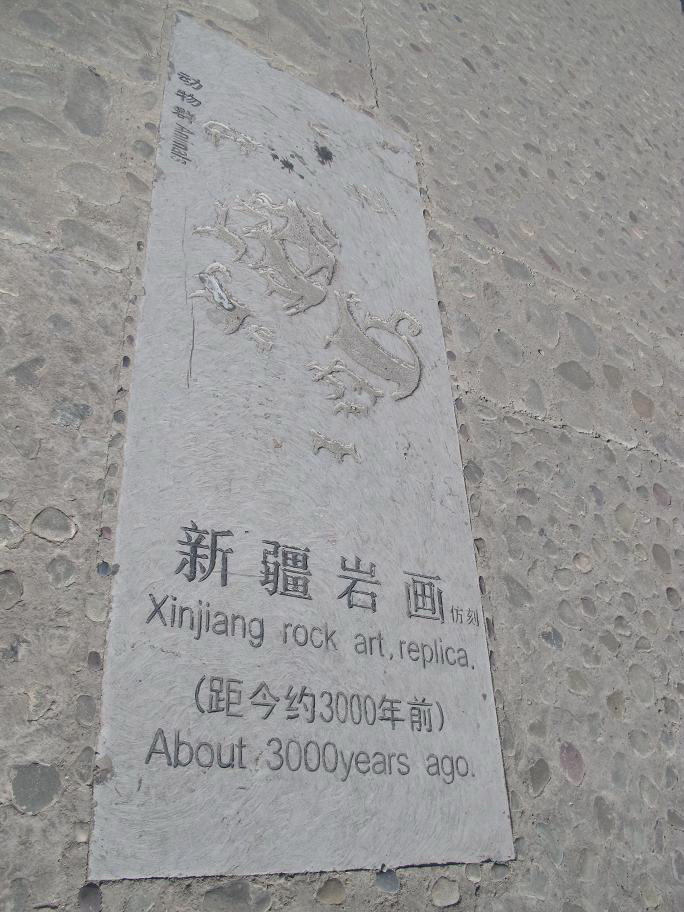 动物群 Animals
新疆岩画 仿刻
Xinjiang rock art, replica.
(距今约3000年前)
About 3000years ago.